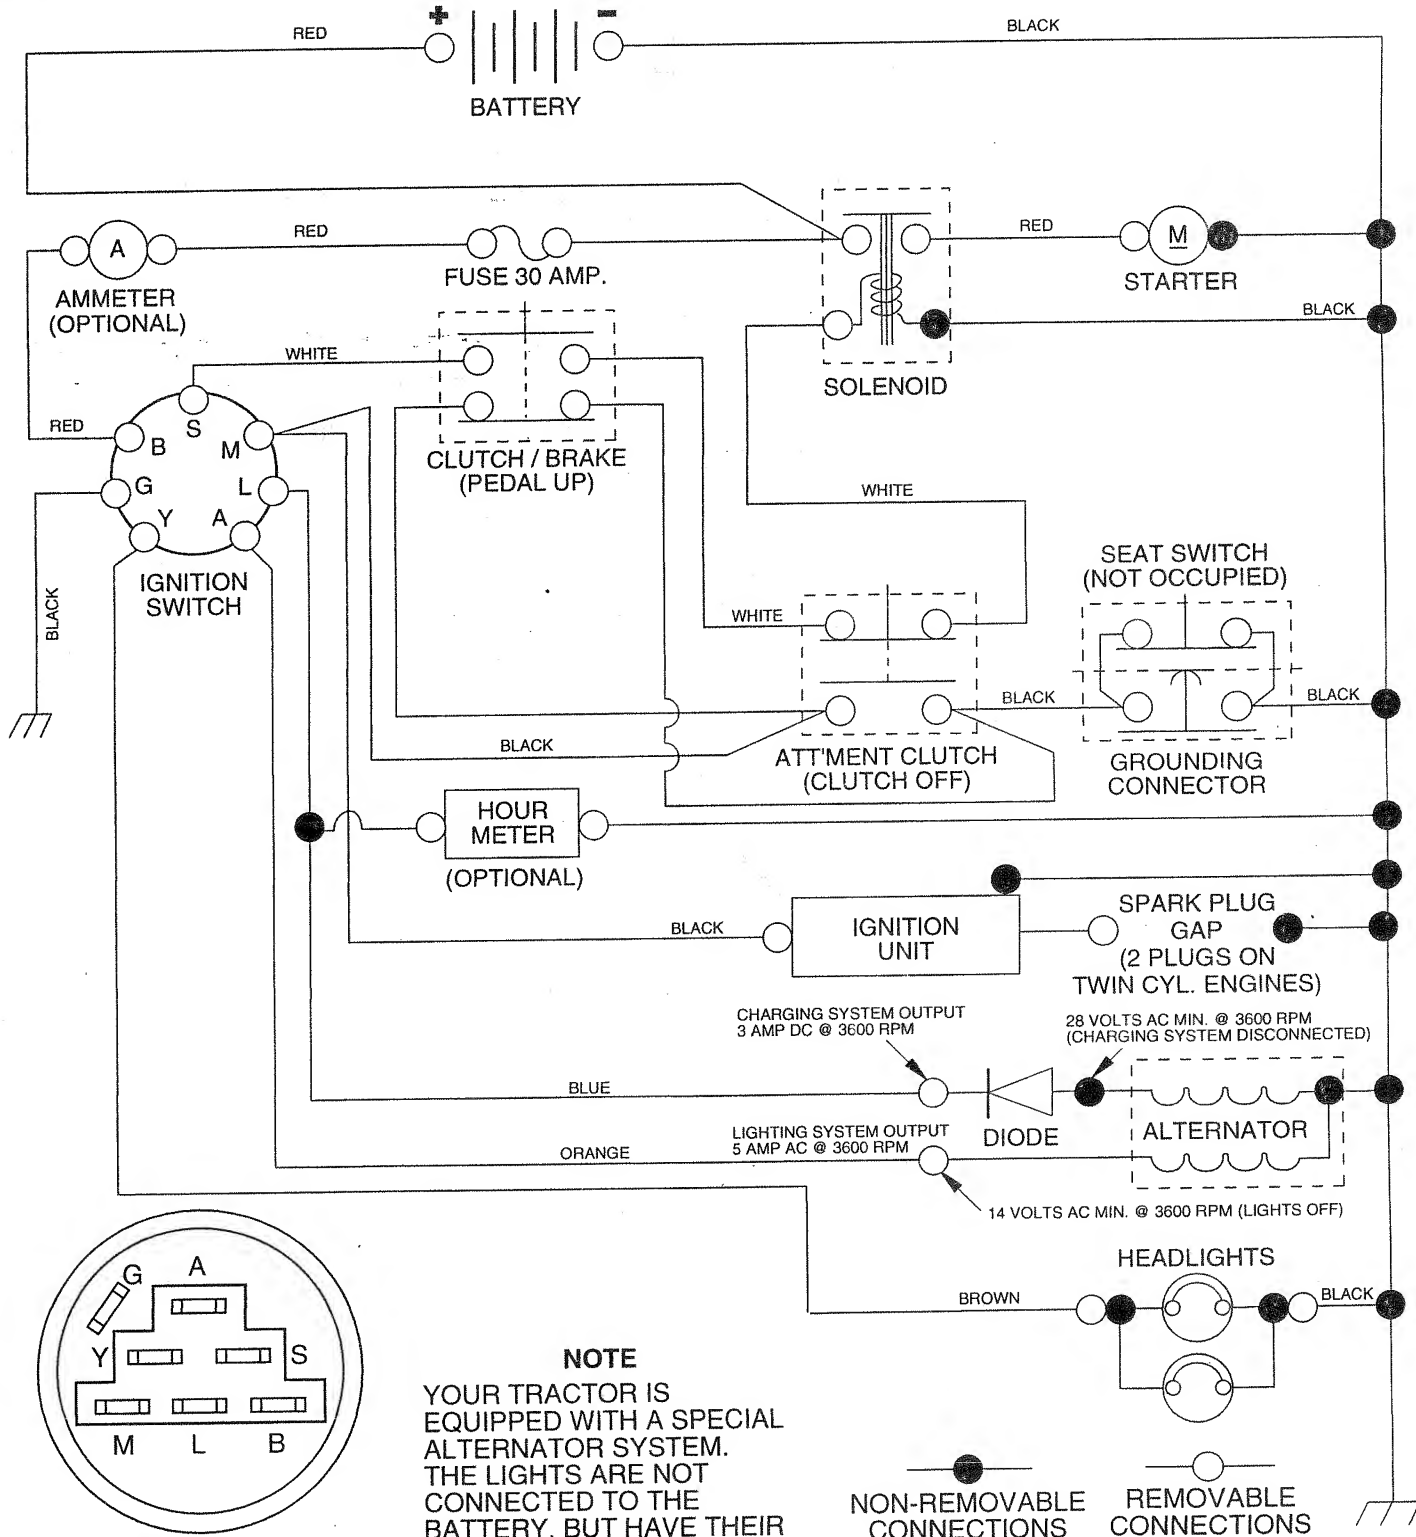 + −
RED
BLACK
BATTERY
RED
RED
A
M
FUSE 30 AMP.
STARTER
AMMETER
(OPTIONAL)
BLACK
WHITE
SOLENOID
RED
S
B
M
CLUTCH / BRAKE
(PEDAL UP)
G
L
WHITE
Y
A
IGNITION
SWITCH
BLACK
SEAT SWITCH
(NOT OCCUPIED)
WHITE
BLACK
BLACK
BLACK
ATT'MENT CLUTCH
(CLUTCH OFF)
GROUNDING
CONNECTOR
HOUR
METER
(OPTIONAL)
BLACK
IGNITION
UNIT
SPARK PLUG
GAP
(2 PLUGS ON
TWIN CYL. ENGINES)
CHARGING SYSTEM OUTPUT
3 AMP DC @ 3600 RPM
28 VOLTS AC MIN. @ 3600 RPM
(CHARGING SYSTEM DISCONNECTED)
BLUE
DIODE
ALTERNATOR
LIGHTING SYSTEM OUTPUT
5 AMP AC @ 3600 RPM
ORANGE
14 VOLTS AC MIN. @ 3600 RPM (LIGHTS OFF)
HEADLIGHTS
BROWN
BLACK
G
A
Y
S
M
L
B
NOTE
YOUR TRACTOR IS
EQUIPPED WITH A SPECIAL
ALTERNATOR SYSTEM.
THE LIGHTS ARE NOT
CONNECTED TO THE
BATTERY, BUT HAVE THEIR
NON-REMOVABLE
CONNECTIONS
REMOVABLE
CONNECTIONS